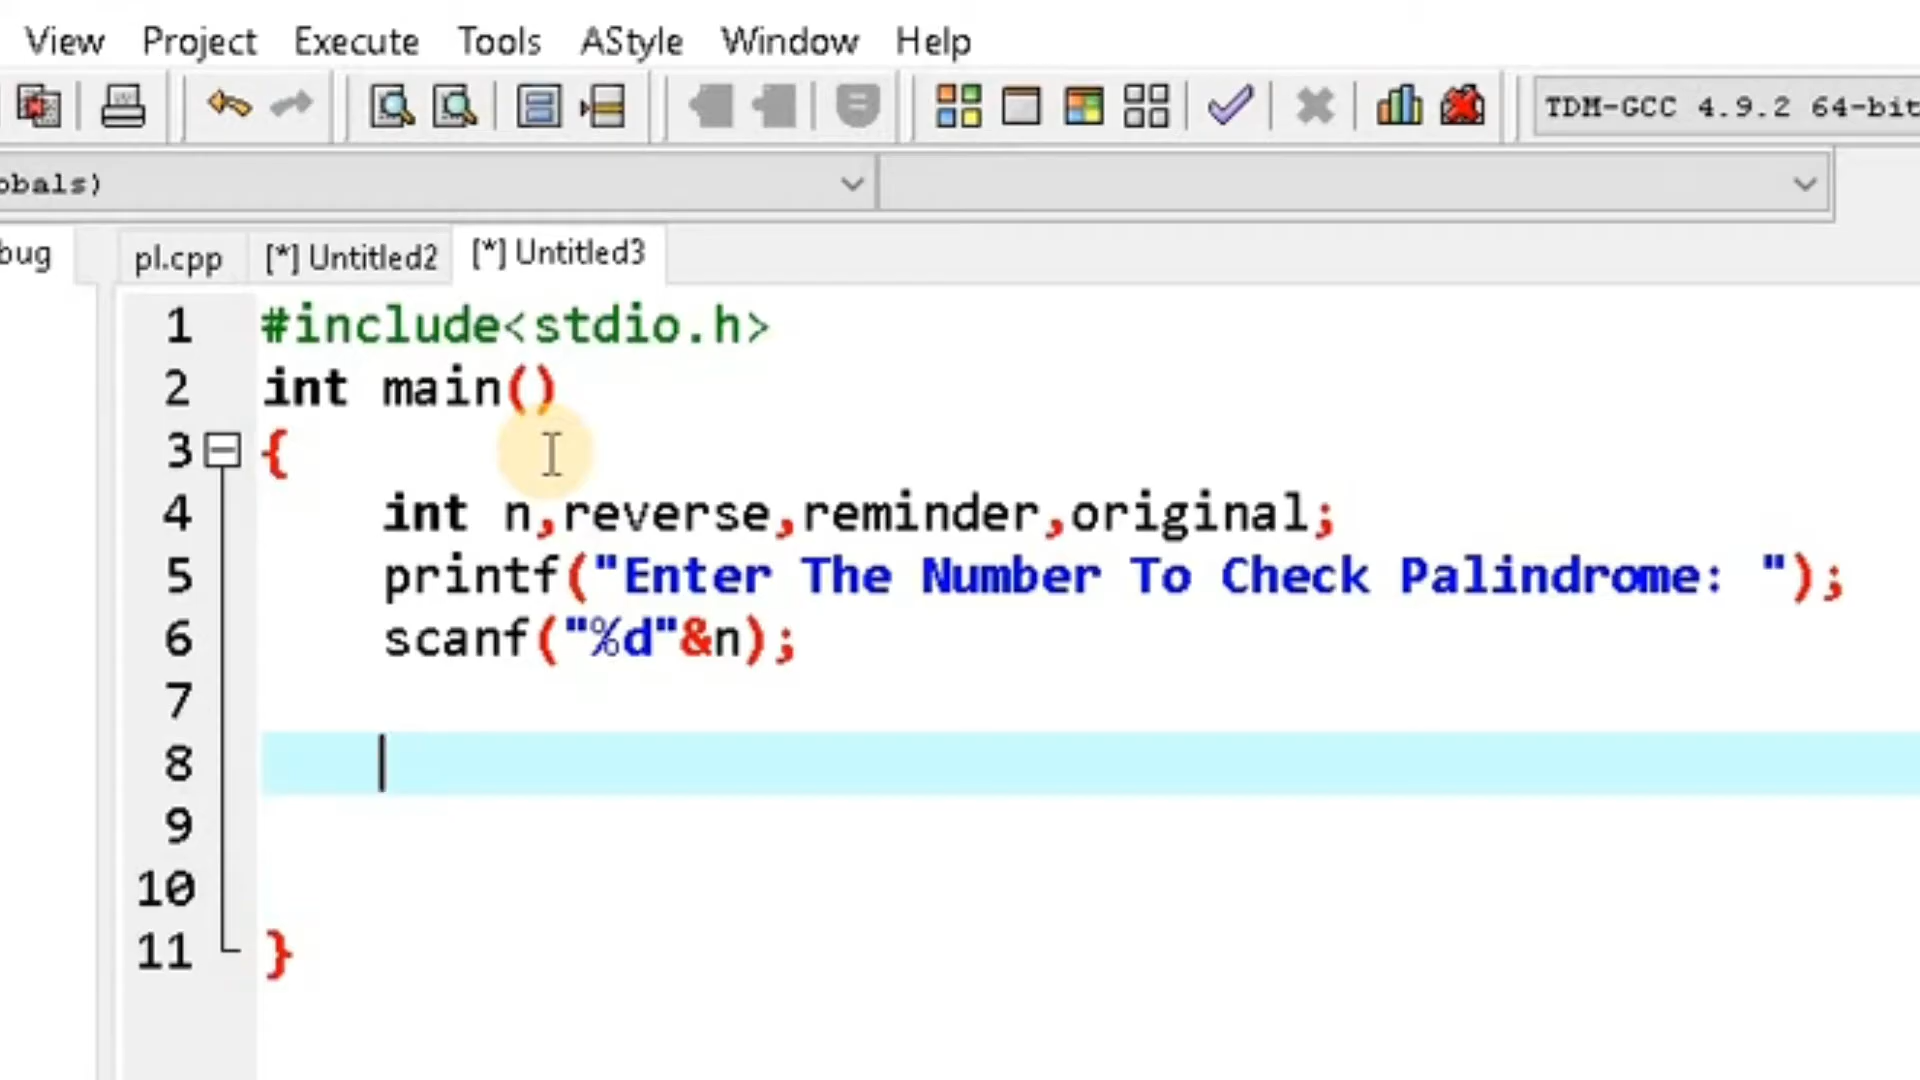 View Project Execute Tools AStyle Window Help
TDM-GCC 4.9.2 64-bit
obals)
bug pl.cpp [*] Untitled2 [*] Untitled3
1 #include<stdio.h>
2 int main()
3 {
4 int n,reverse,reminder,original;
5 printf("Enter The Number To Check Palindrome: ");
6 scanf("%d"&n);
7
8
9
10
11 }